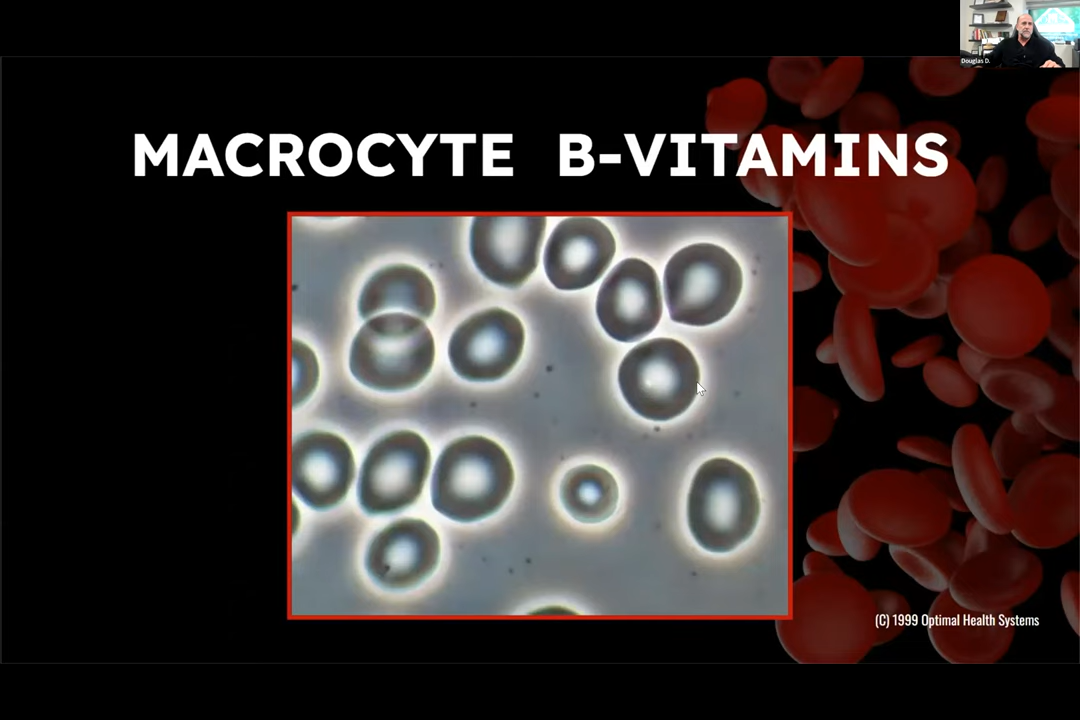 Douglas D.
MACROCYTE B-VITAMINS
(C) 1999 Optimal Health Systems